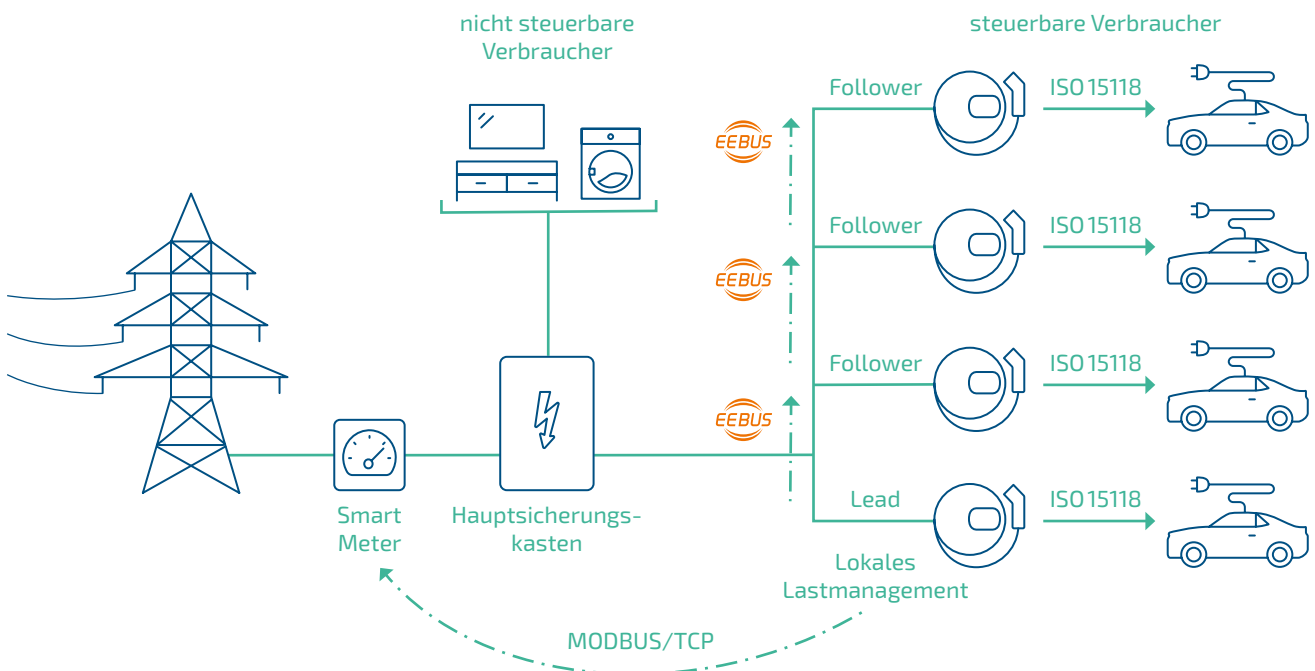 nicht steuerbare
Verbraucher
steuerbare Verbraucher
Follower
ISO 15118
EEBUS
Follower
ISO 15118
EEBUS
Follower
ISO 15118
EEBUS
Lead
ISO 15118
Smart
Meter
Hauptsicherungs-
kasten
Lokales
Lastmanagement
MODBUS/TCP